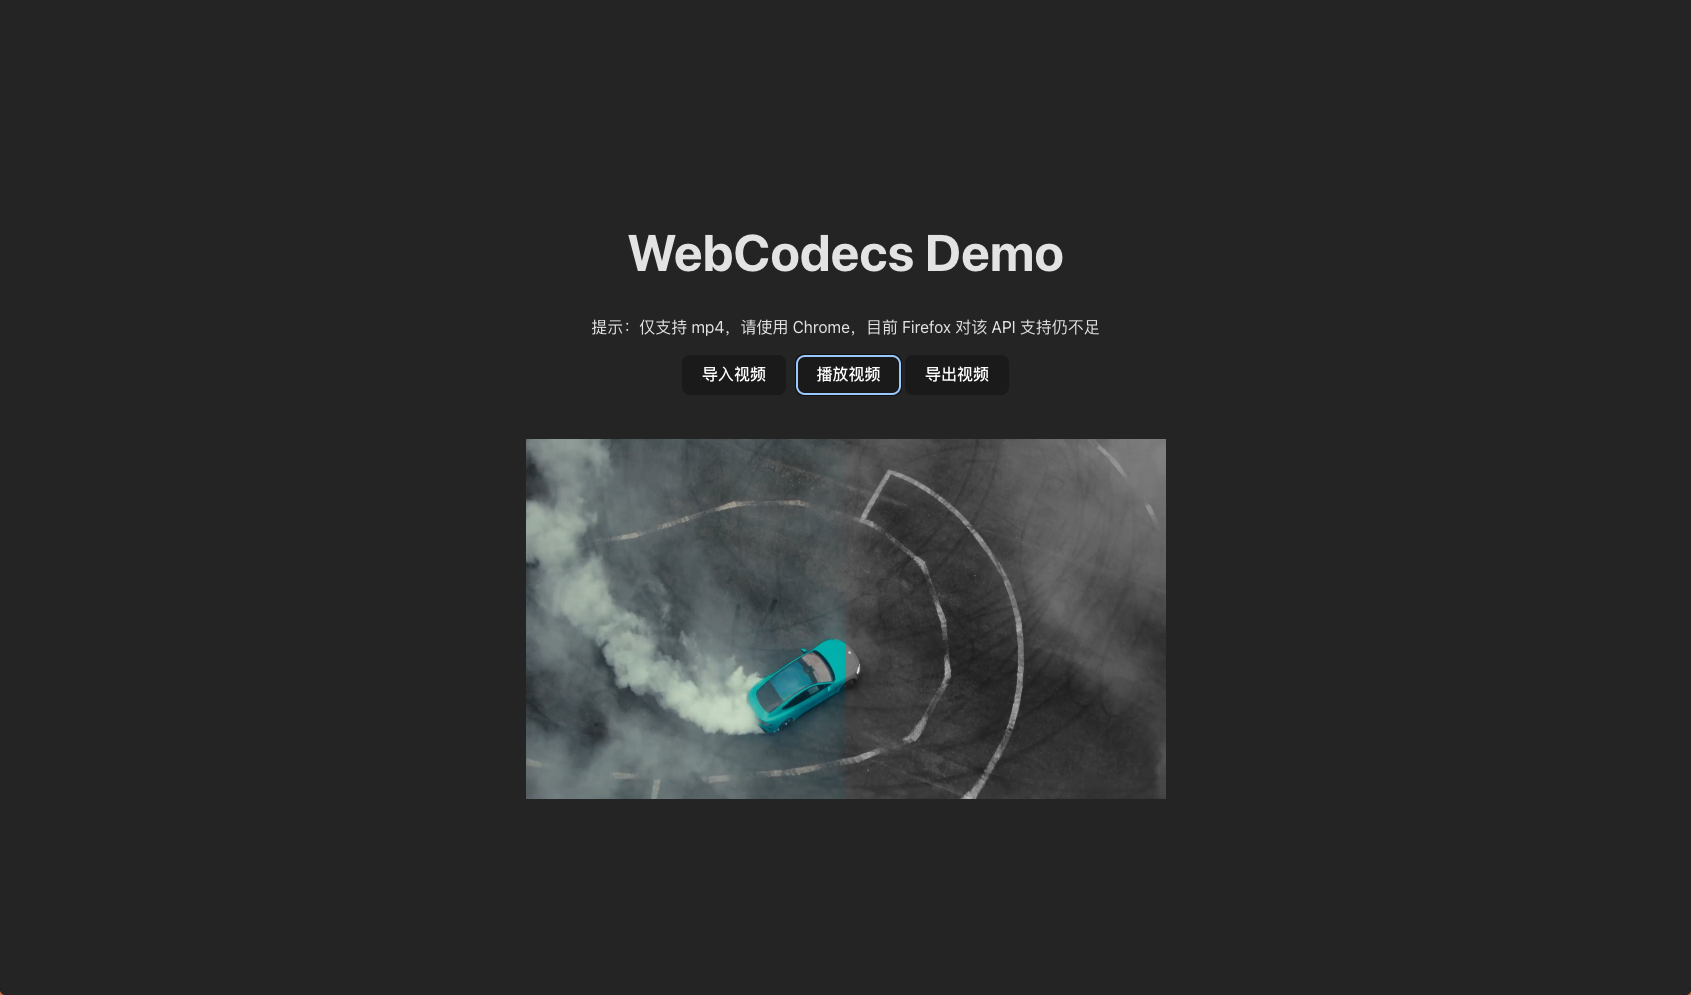 WebCodecs Demo
提示：仅支持 mp4，请使用 Chrome，目前 Firefox 对该 API 支持仍不足
导入视频
播放视频
导出视频